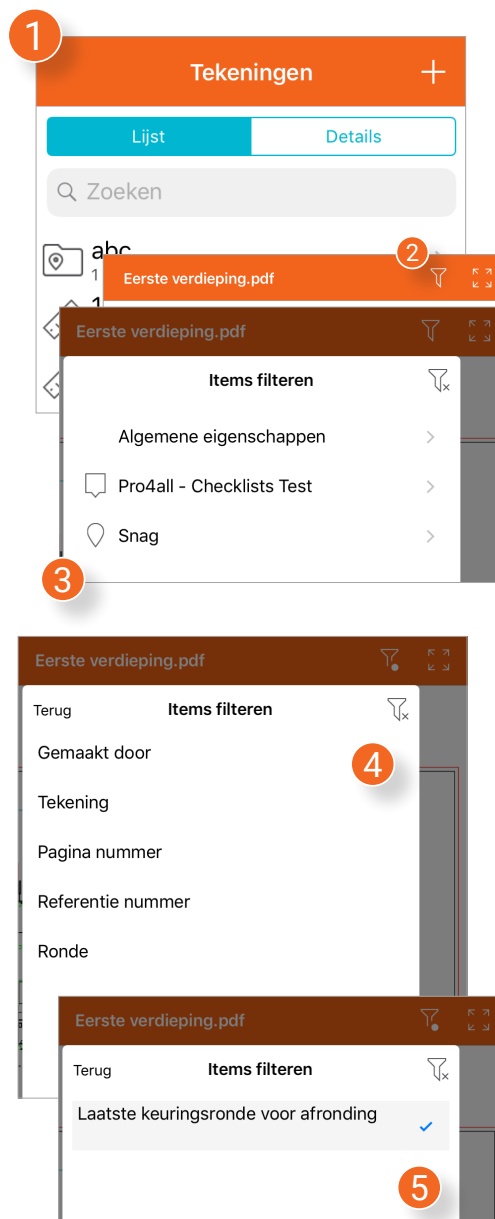 1
Tekeningen
Lijst
Details
Zoeken
abc
1
2
Eerste verdieping.pdf
1
Eerste verdieping.pdf
Items filteren
Algemene eigenschappen
Pro4all - Checklists Test
Snag
3
Eerste verdieping.pdf
Terug
Items filteren
Gemaakt door
4
Tekening
Pagina nummer
Referentie nummer
Ronde
Eerste verdieping.pdf
Terug
Items filteren
Laatste keuringsronde voor afronding
5